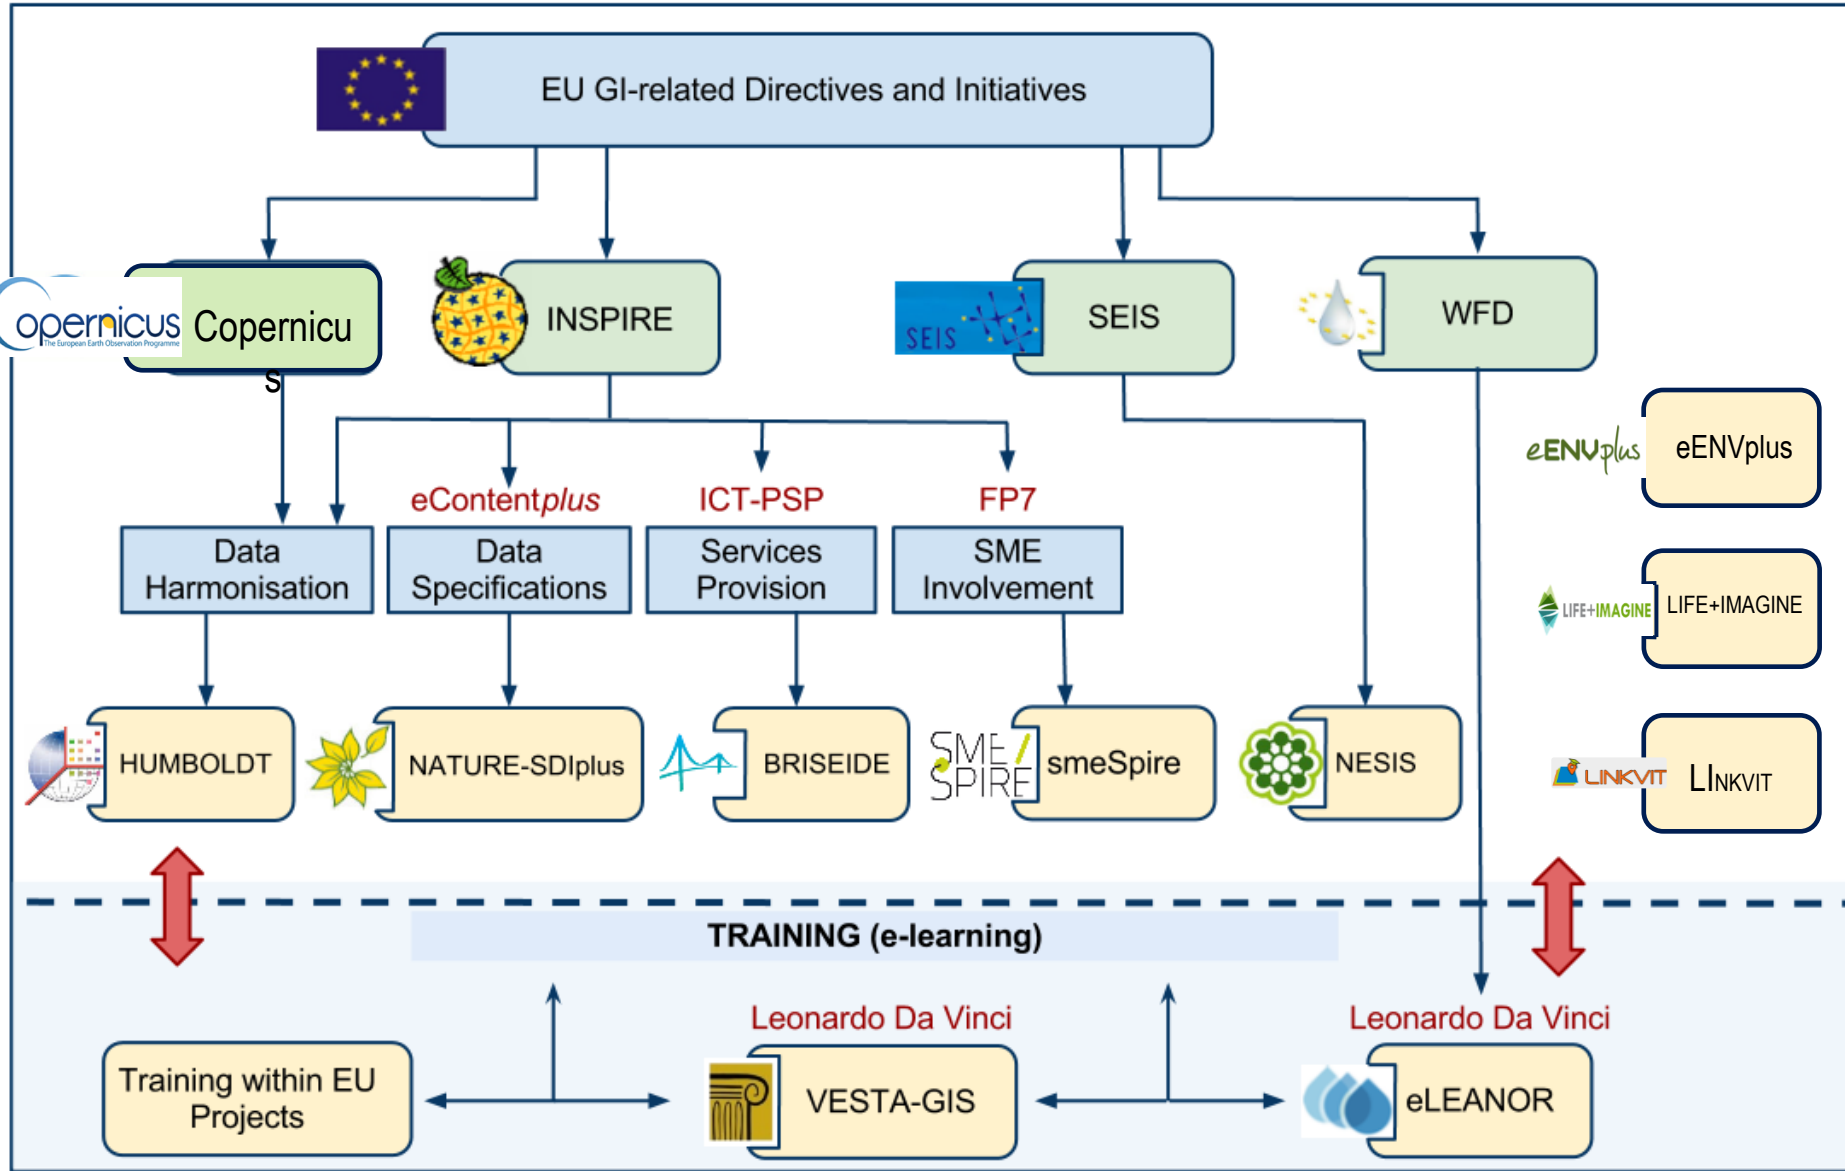 EU GI-related Directives and Initiatives
opernicus
The European Earth Observation Programme
Copernicu
s
INSPIRE
SEIS
SEIS
WFD
eENVplus
eENVplus
eContentplus
ICT-PSP
FP7
Data
Harmonisation
Data
Specifications
Services
Provision
SME
Involvement
LIFE+IMAGINE
LIFE+IMAGINE
HUMBOLDT
NATURE-SDIplus
BRISEIDE
SME/
SPIRE
smeSpire
NESIS
LINKVIT
LINKVIT
TRAINING (e-learning)
Leonardo Da Vinci
Leonardo Da Vinci
Training within EU
Projects
VESTA-GIS
eLEANOR